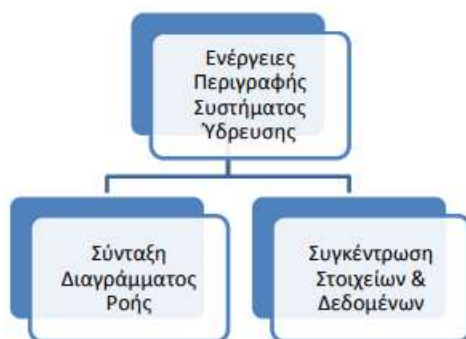 Ενέργειες
Περιγραφής
Συστήματος
Ύδρευσης
Σύνταξη
Διαγράμματος
Ροής
Συγκέντρωση
Στοιχείων &
Δεδομένων